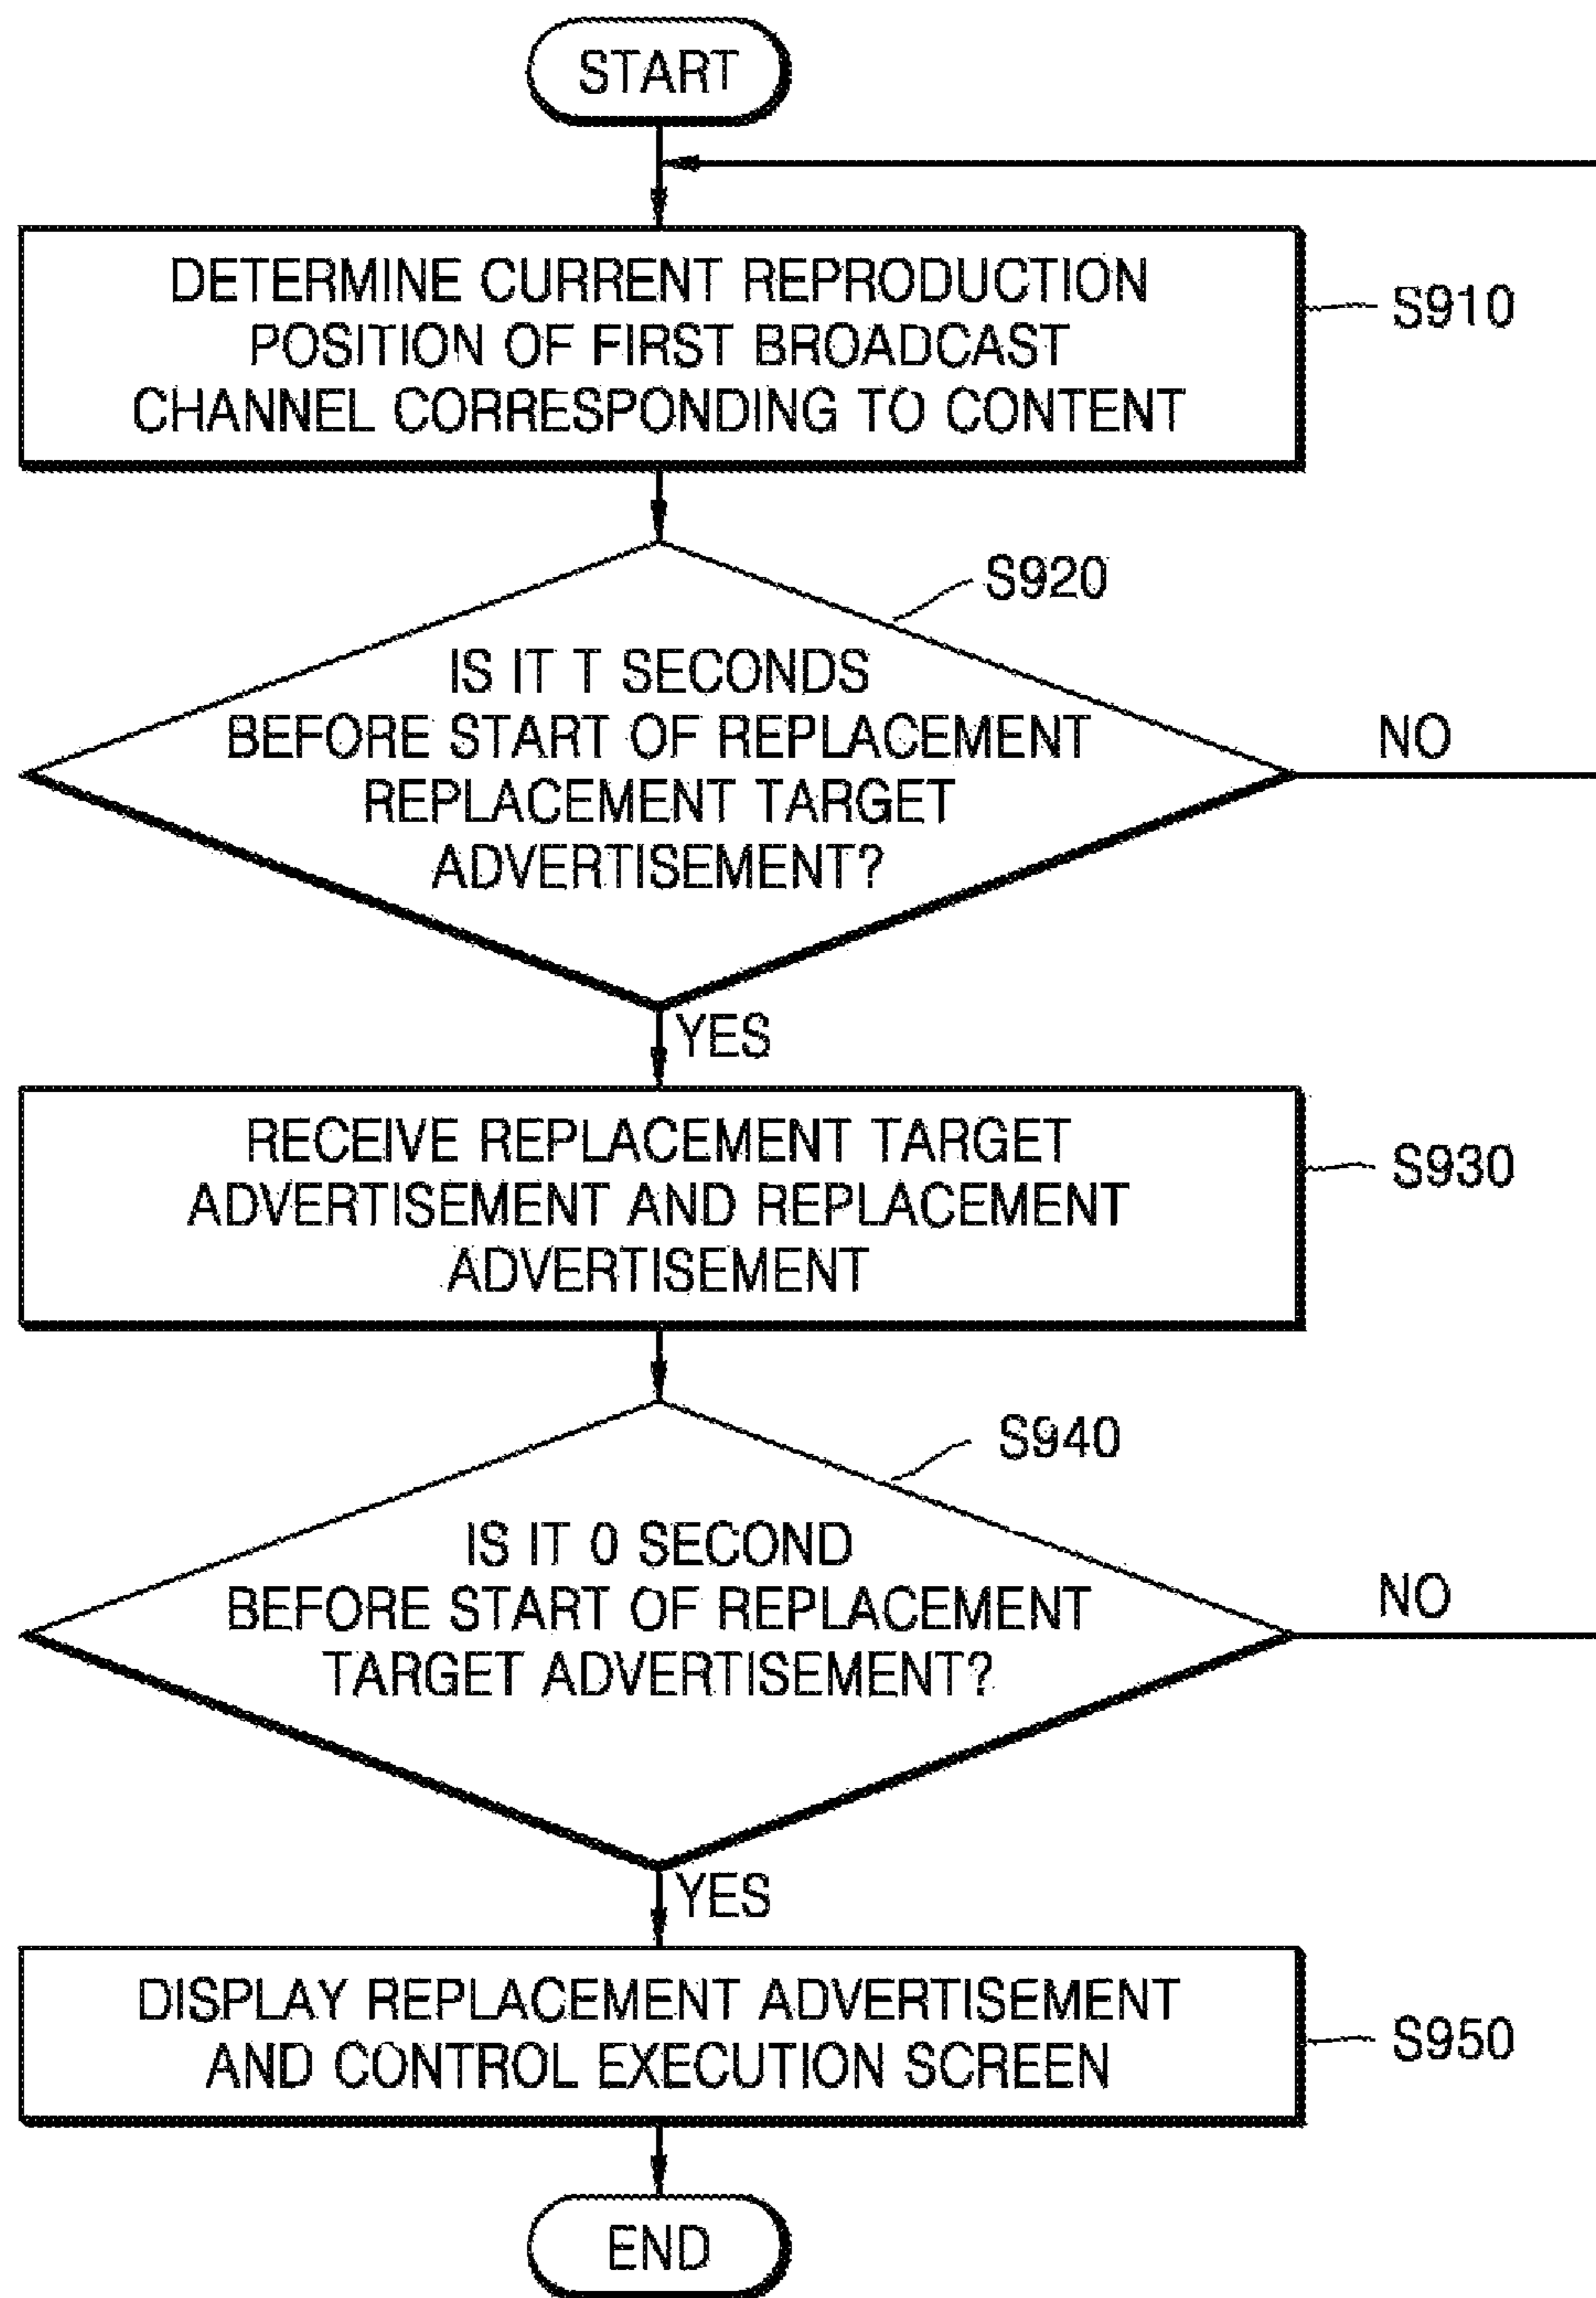 START
DETERMINE CURRENT REPRODUCTION
POSITION OF FIRST BROADCAST
CHANNEL CORRESPONDING TO CONTENT
S910
S920
IS IT T SECONDS
BEFORE START OF REPLACEMENT
REPLACEMENT TARGET
ADVERTISEMENT?
NO
YES
RECEIVE REPLACEMENT TARGET
ADVERTISEMENT AND REPLACEMENT
ADVERTISEMENT
S930
S940
IS IT 0 SECOND
BEFORE START OF REPLACEMENT
TARGET ADVERTISEMENT?
NO
YES
DISPLAY REPLACEMENT ADVERTISEMENT
AND CONTROL EXECUTION SCREEN
S950
END